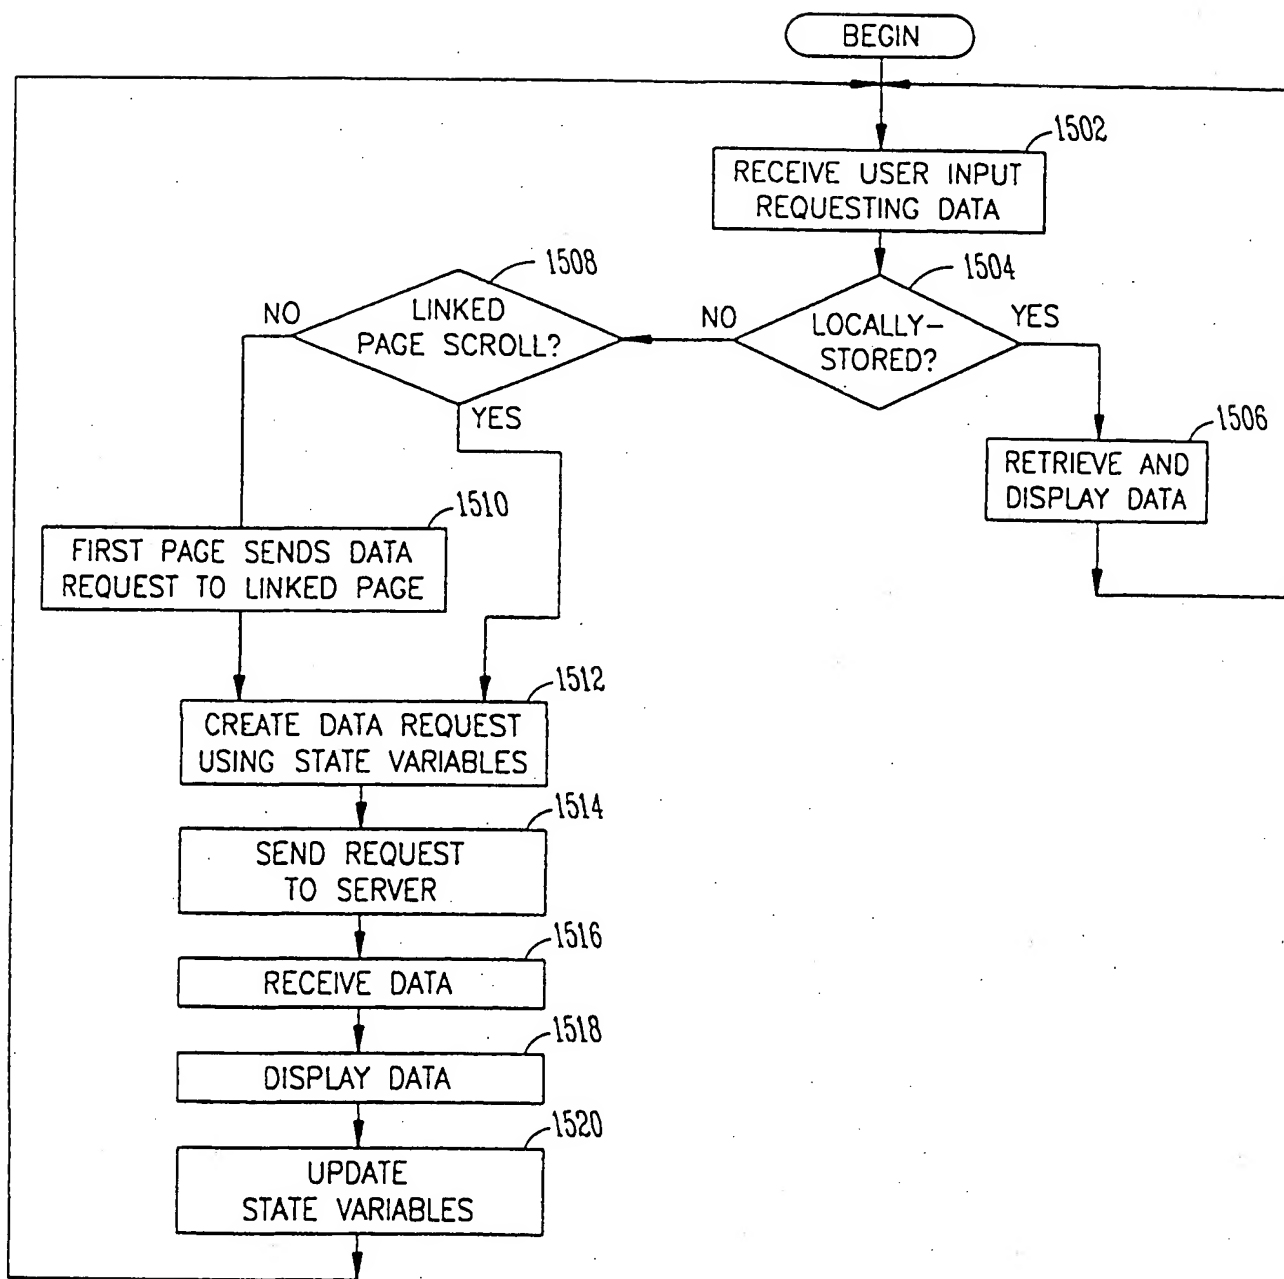 BEGIN
1502
RECEIVE USER INPUT
REQUESTING DATA
1504
LOCALLY-
STORED?
NO
YES
1506
RETRIEVE AND
DISPLAY DATA
1508
LINKED
PAGE SCROLL?
NO
YES
1510
FIRST PAGE SENDS DATA
REQUEST TO LINKED PAGE
1512
CREATE DATA REQUEST
USING STATE VARIABLES
1514
SEND REQUEST
TO SERVER
1516
RECEIVE DATA
1518
DISPLAY DATA
1520
UPDATE
STATE VARIABLES